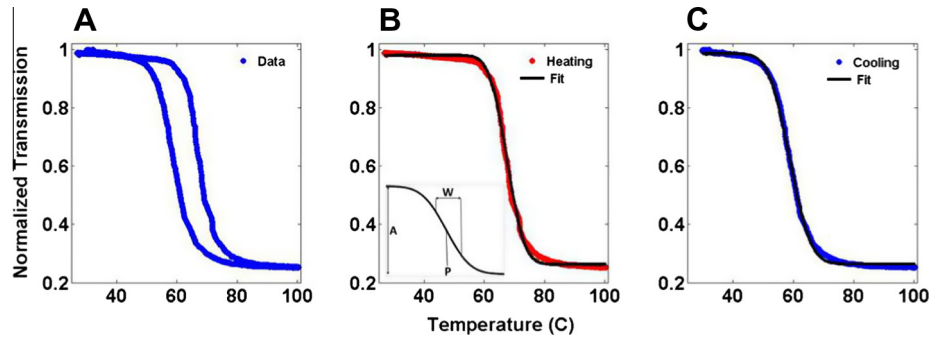 A
B
C
Normalized Transmission
1
0.8
0.6
0.4
0.2
40
60
80
100
Data
1
0.8
0.6
0.4
0.2
40
60
80
100
Heating
Fit
A
W
P
1
0.8
0.6
0.4
0.2
40
60
80
100
Cooling
Fit
Temperature (C)